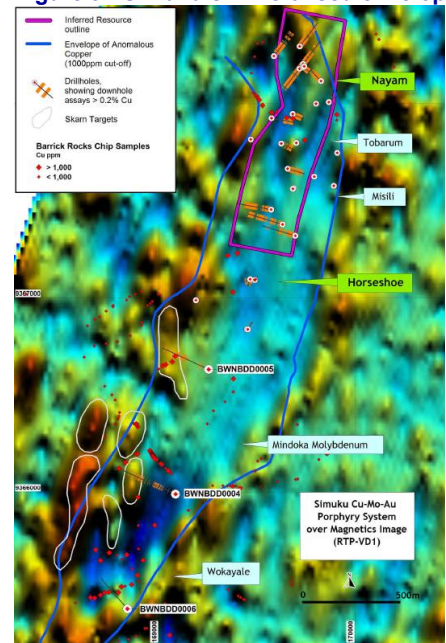 Inferred Resource
outline
Envelope of Anomalous
Copper
(1000ppm cut-off)
Drillholes,
showing downhole
assays > 0.2% Cu
Skarn Targets
Barrick Rocks Chip Samples
Cu ppm
> 1,000
< 1,000
Nayam
Tobarum
Misili
Horseshoe
9367000
BWNBDD0005
Mindoka Molybdenum
9366000
BWNBDD0004
Simuku Cu-Mo-Au
Porphyry System
over Magnetics Image
(RTP-VD1)
Wokayale
500m
BWNBDD0006